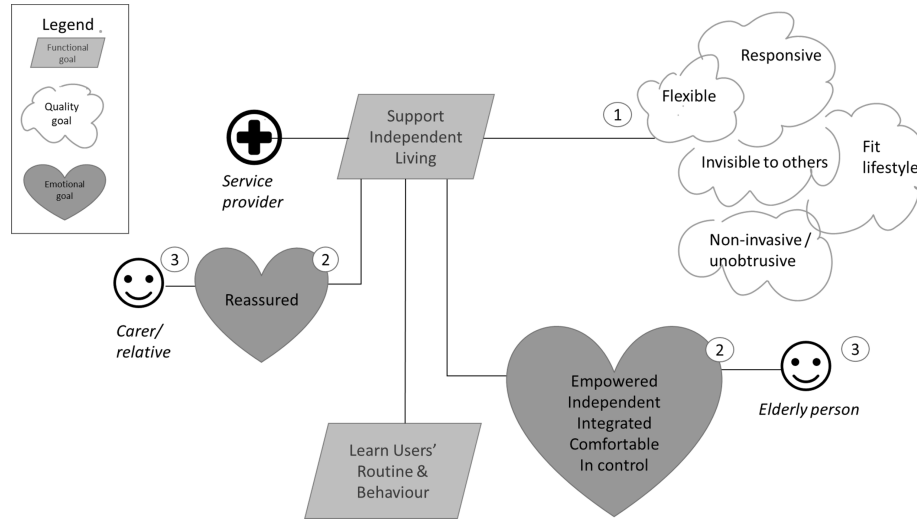 Legend
Functional
goal
Quality
goal
Emotional
goal
Support
Independent
Living
Service
provider
1
Flexible
Responsive
Invisible to others
Fit
lifestyle
Non-invasive /
unobtrusive
3
2
Reassured
Carer/
relative
Learn Users’
Routine &
Behaviour
2
Empowered
Independent
Integrated
Comfortable
In control
3
Elderly person